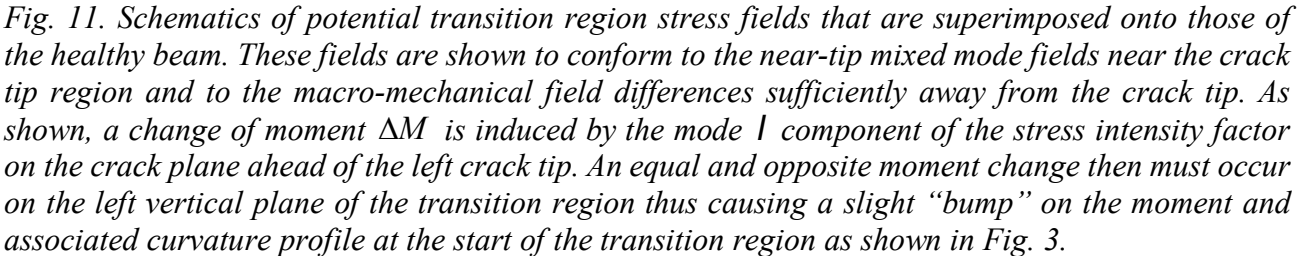 Fig. 11. Schematics of potential transition region stress fields that are superimposed onto those of
the healthy beam. These fields are shown to conform to the near-tip mixed mode fields near the crack
tip region and to the macro-mechanical field differences sufficiently away from the crack tip. As
shown, a change of moment ΔM is induced by the mode I component of the stress intensity factor
on the crack plane ahead of the left crack tip. An equal and opposite moment change then must occur
on the left vertical plane of the transition region thus causing a slight “bump” on the moment and
associated curvature profile at the start of the transition region as shown in Fig. 3.